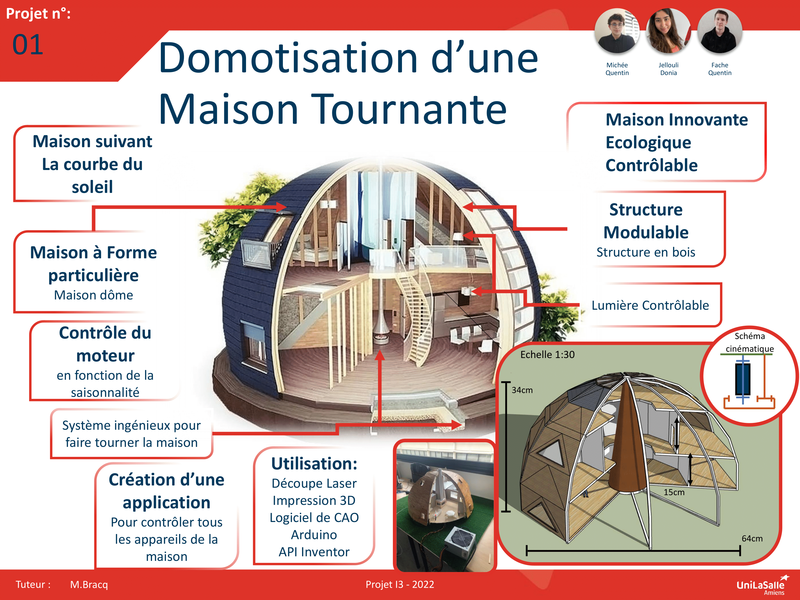 Projet n°:
01
Domotisation d'une
Maison Tournante
Michée
Quentin
Jellouli
Donia
Fache
Quentin
Maison suivant
La courbe du
soleil
Maison Innovante
Ecologique
Contrôlable
Maison à Forme
particulière
Maison dôme
Structure
Modulable
Structure en bois
Lumière Contrôlable
Contrôle du
moteur
en fonction de la
saisonnalité
Système ingénieux pour
faire tourner la maison
Création d'une
application
Pour contrôler tous
les appareils de la
maison
Utilisation:
Découpe Laser
Impression 3D
Logiciel de CAO
Arduino
API Inventor
Echelle 1:30
Schéma
cinématique
34cm
15cm
64cm
Tuteur : M.Bracq
Projet I3 - 2022
UniLaSalle
Amiens